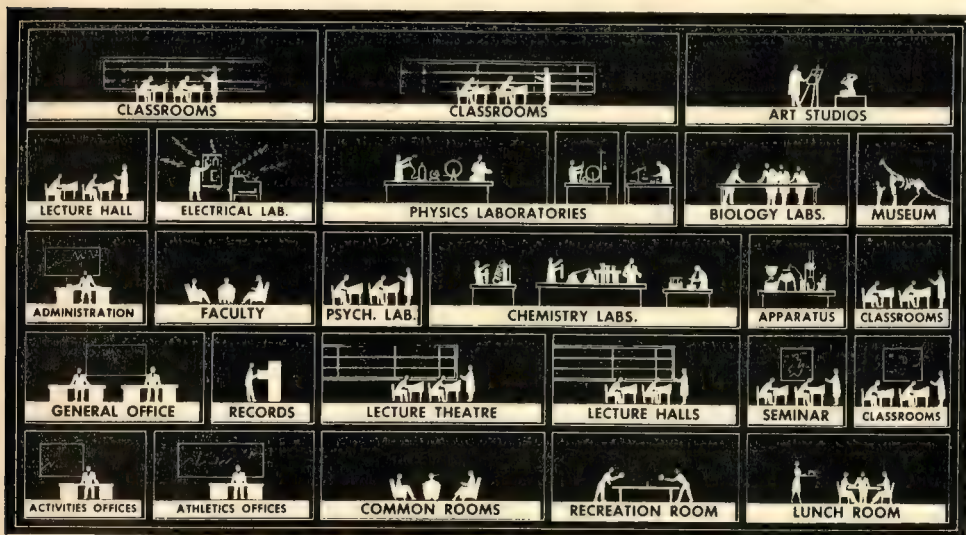 CLASSROOMS
CLASSROOMS
ART STUDIOS
LECTURE HALL
ELECTRICAL LAB.
PHYSICS LABORATORIES
BIOLOGY LABS.
MUSEUM
ADMINISTRATION
FACULTY
PSYCH. LAB.
CHEMISTRY LABS.
APPARATUS
CLASSROOMS
GENERAL OFFICE
RECORDS
LECTURE THEATRE
LECTURE HALLS
SEMINAR
CLASSROOMS
ACTIVITIES OFFICES
ATHLETICS OFFICES
COMMON ROOMS
RECREATION ROOM
LUNCH ROOM